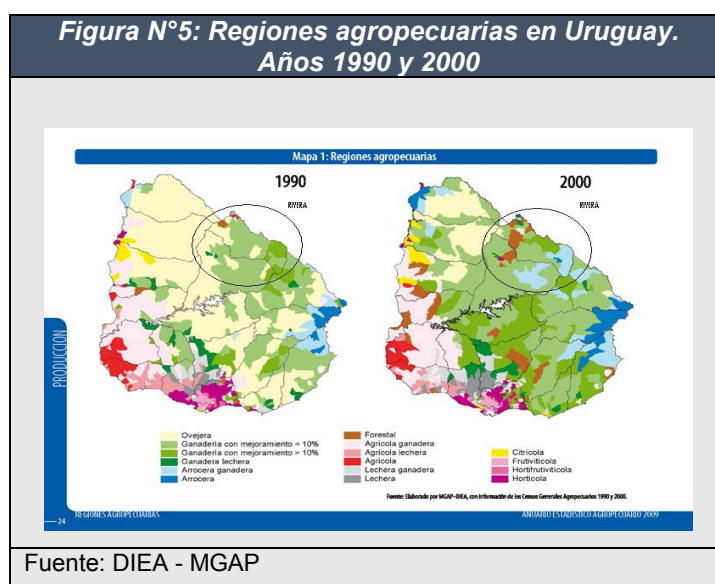 Figura N°5: Regiones agropecuarias en Uruguay.
Años 1990 y 2000
Mapa 1: Regiones agropecuarias
1990
RIVERA
2000
RIVERA
PRODUCCION
Ovejera
Ganadería con mejoramiento < 10%
Ganadería con mejoramiento > 10%
Ganadera lechera
Arrocera ganadera
Arrocera
Forestal
Agrícola ganadera
Agrícola lechera
Agrícola
Lechera ganadera
Lechera
Citrícola
Frutiviticola
Hortifrutiviticola
Hortícola
Fuente: Elaborado por MGAP-DIEA, con información de los Censos Generales Agropecuarios 1990 y 2000.
24
REGIONES AGROPECUARIAS
ANUARIO ESTADISTICO AGROPECUARIO 2009
Fuente: DIEA - MGAP